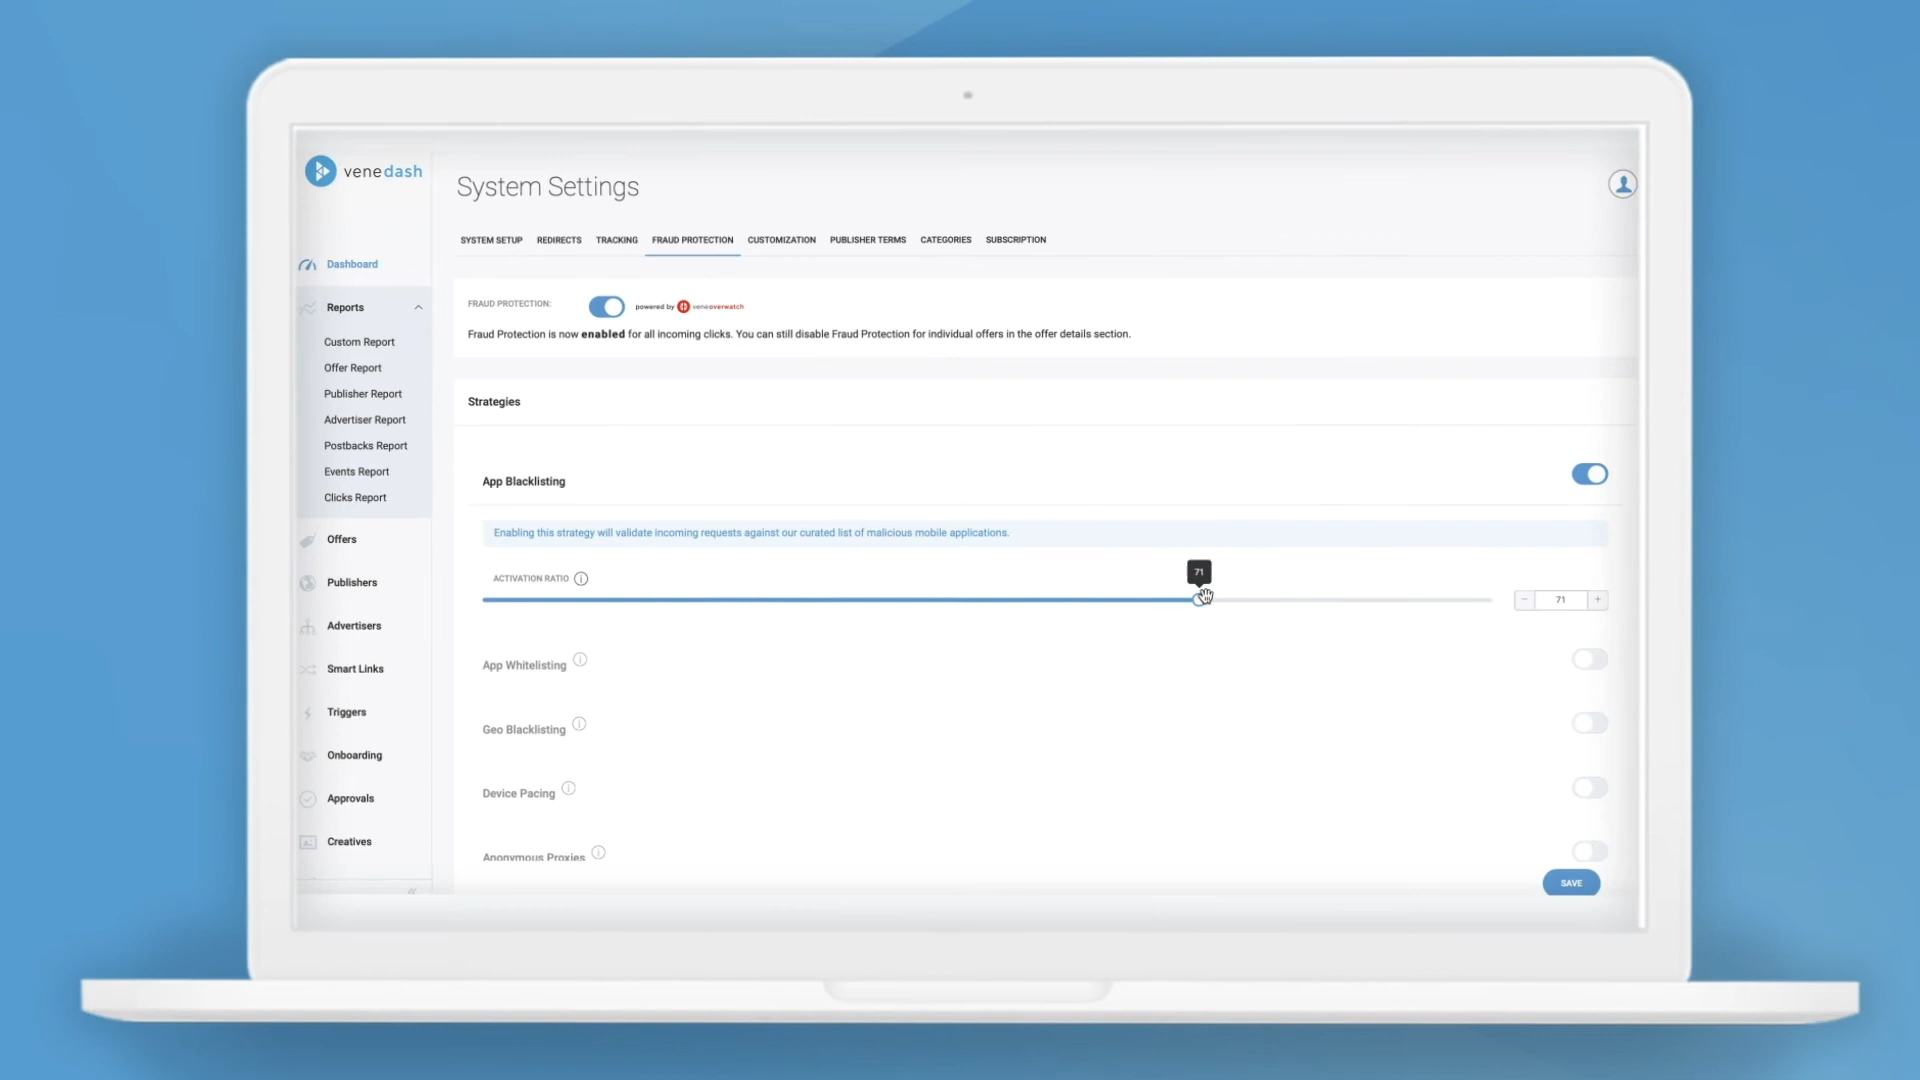 venedash
System Settings
SYSTEM SETUP REDIRECTS TRACKING FRAUD PROTECTION CUSTOMIZATION PUBLISHER TERMS CATEGORIES SUBSCRIPTION
Dashboard
Reports
Custom Report
Offer Report
Publisher Report
Advertiser Report
Postbacks Report
Events Report
Clicks Report
Offers
Publishers
Advertisers
Smart Links
Triggers
Onboarding
Approvals
Creatives
FRAUD PROTECTION:
powered by veneoverwatch
Fraud Protection is now enabled for all incoming clicks. You can still disable Fraud Protection for individual offers in the offer details section.
Strategies
App Blacklisting
Enabling this strategy will validate incoming requests against our curated list of malicious mobile applications.
ACTIVATION RATIO
71
− 71 +
App Whitelisting
Geo Blacklisting
Device Pacing
Anonymous Proxies
SAVE